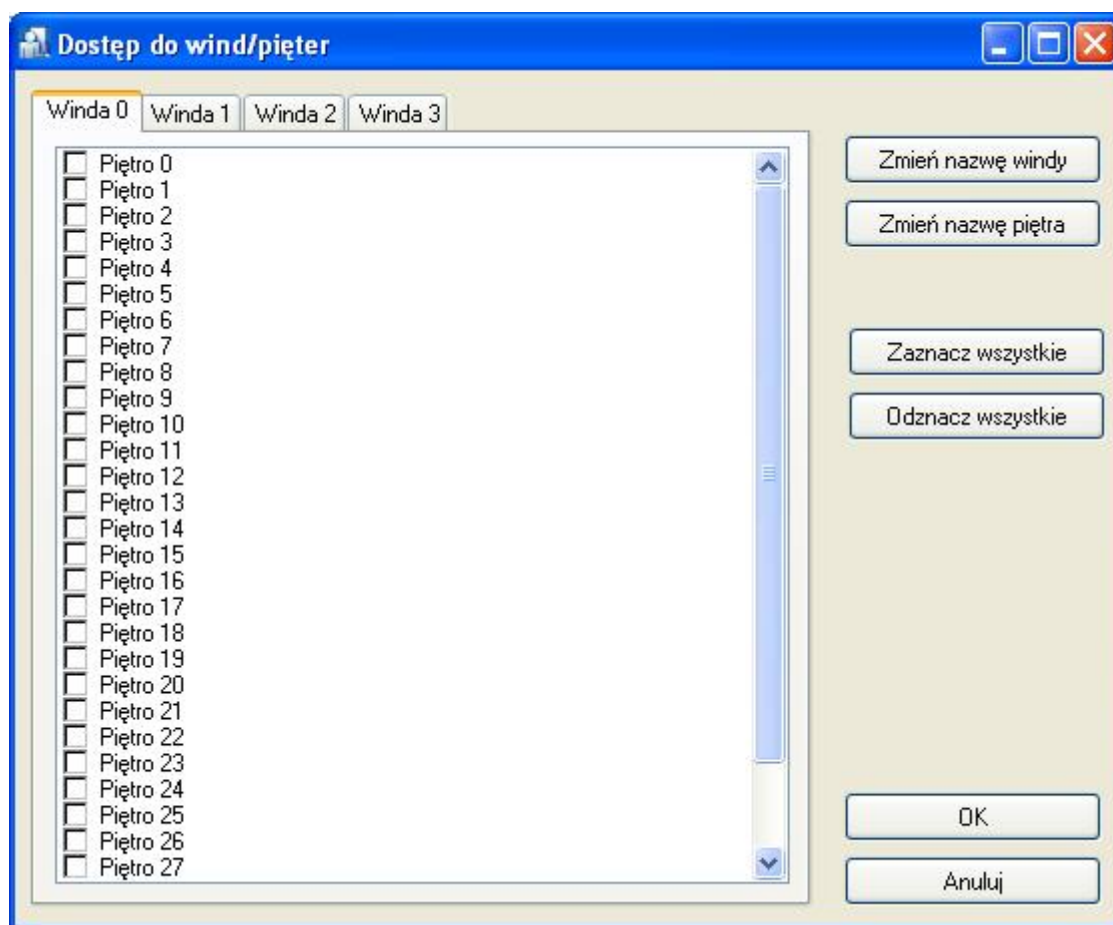 Dostęp do wind/pięter
Winda 0 Winda 1 Winda 2 Winda 3
Piętro 0
Piętro 1
Piętro 2
Piętro 3
Piętro 4
Piętro 5
Piętro 6
Piętro 7
Piętro 8
Piętro 9
Piętro 10
Piętro 11
Piętro 12
Piętro 13
Piętro 14
Piętro 15
Piętro 16
Piętro 17
Piętro 18
Piętro 19
Piętro 20
Piętro 21
Piętro 22
Piętro 23
Piętro 24
Piętro 25
Piętro 26
Piętro 27
Zmień nazwę windy
Zmień nazwę piętra
Zaznacz wszystkie
Odznacz wszystkie
OK
Anuluj